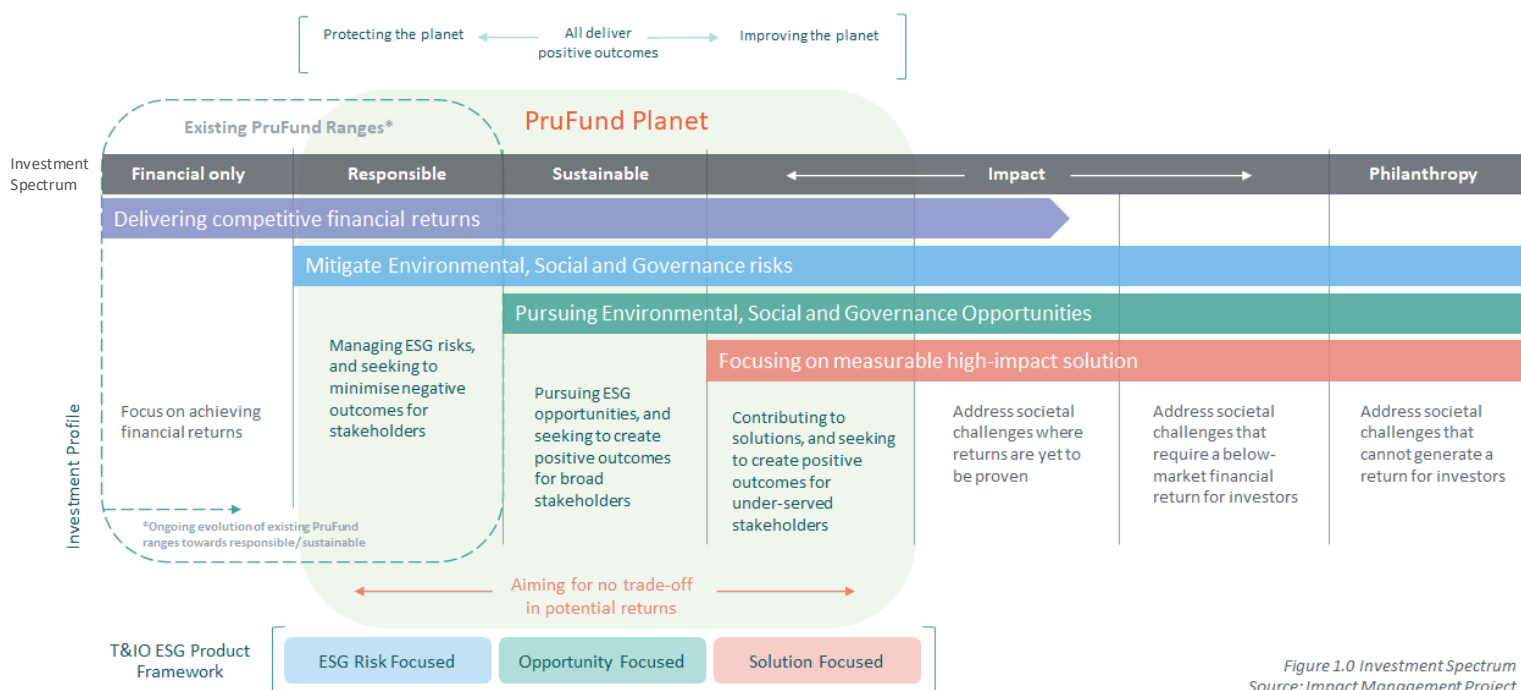 Protecting the planet
All deliver
positive outcomes
Improving the planet
Existing PruFund Ranges*
PruFund Planet
Investment
Spectrum
Financial only
Responsible
Sustainable
Impact
Philanthropy
Delivering competitive financial returns
Mitigate Environmental, Social and Governance risks
Pursuing Environmental, Social and Governance Opportunities
Focusing on measurable high-impact solution
Investment Profile
Focus on achieving
financial returns
Managing ESG risks,
and seeking to
minimise negative
outcomes for
stakeholders
Pursuing ESG
opportunities, and
seeking to create
positive outcomes
for broad
stakeholders
Contributing to
solutions, and seeking
to create positive
outcomes for
under-served
stakeholders
Address societal
challenges where
returns are yet to
be proven
Address societal
challenges that
require a below-
market financial
return for investors
Address societal
challenges that
cannot generate a
return for investors
*Ongoing evolution of existing PruFund
ranges towards responsible/sustainable
Aiming for no trade-off
in potential returns
T&IO ESG Product
Framework
ESG Risk Focused
Opportunity Focused
Solution Focused
Figure 1.0 Investment Spectrum
Source: Impact Management Project